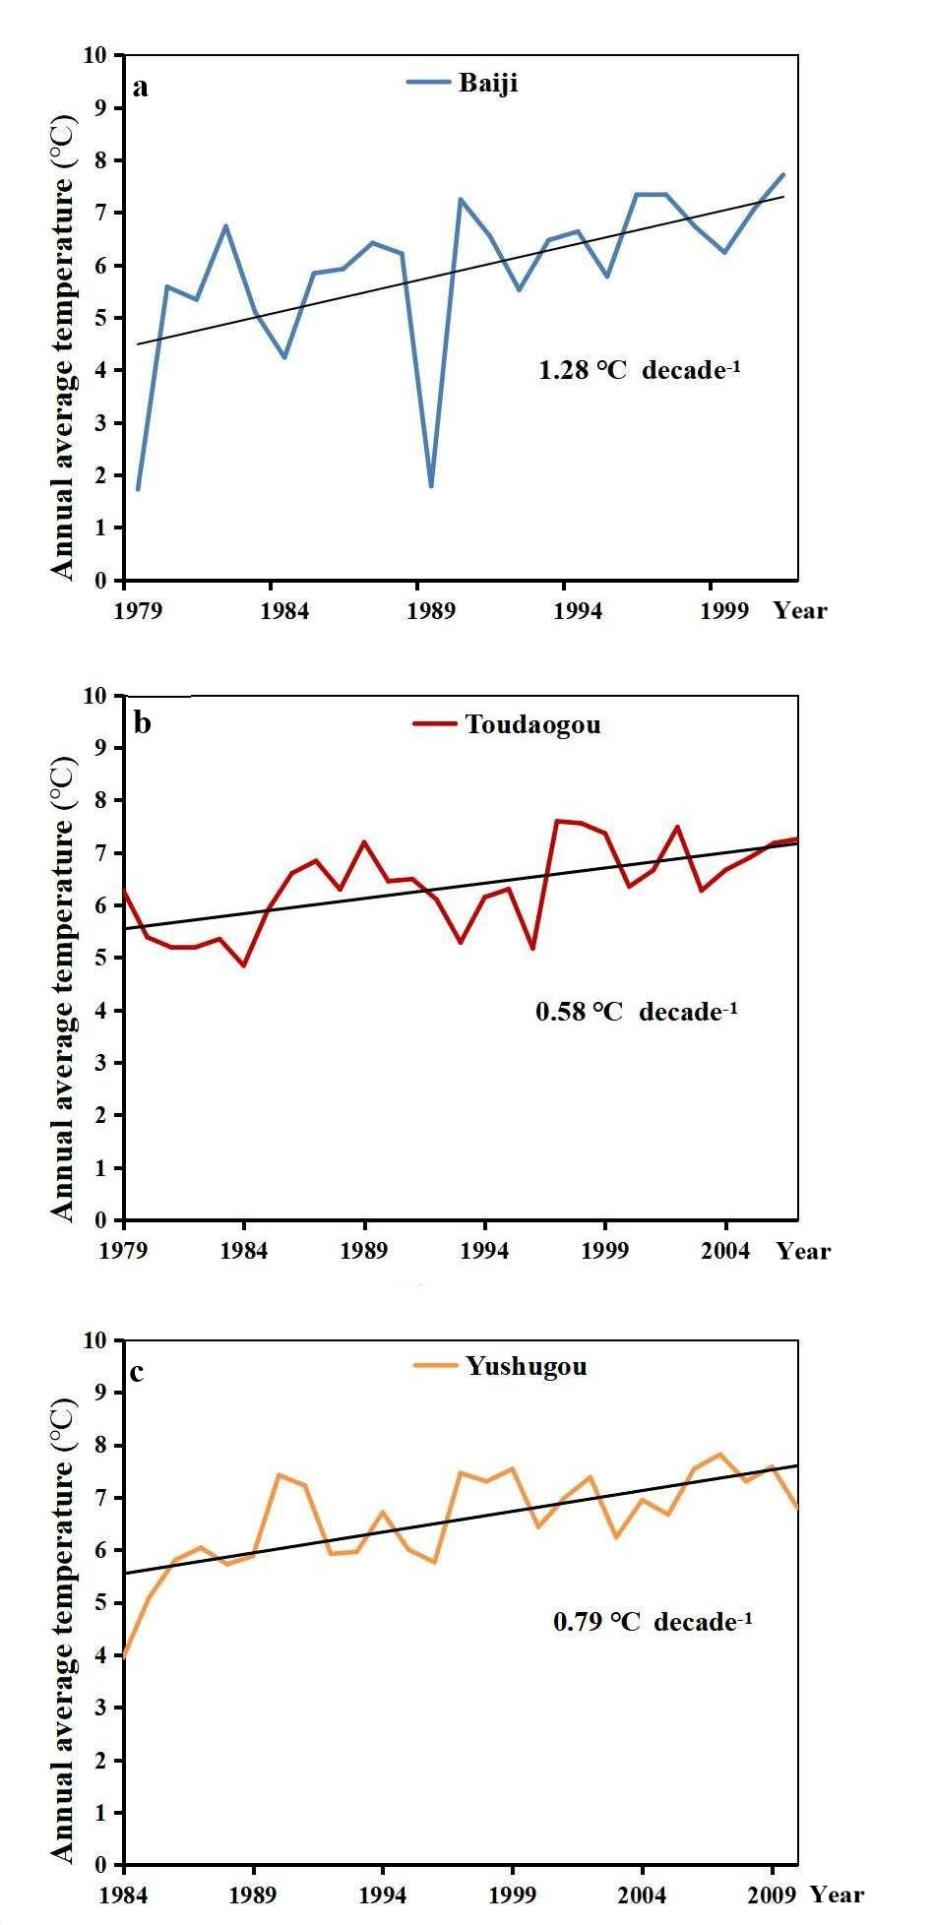 10
a
Baiji
9
8
7
6
5
4
1.28 °C decade-1
3
2
1
0
Annual average temperature (°C)
1979 1984 1989 1994 1999 Year
10
b
Toudaogou
9
8
7
6
5
4
0.58 °C decade-1
3
2
1
0
Annual average temperature (°C)
1979 1984 1989 1994 1999 2004 Year
10
c
Yushugou
9
8
7
6
5
0.79 °C decade-1
4
3
2
1
0
Annual average temperature (°C)
1984 1989 1994 1999 2004 2009 Year